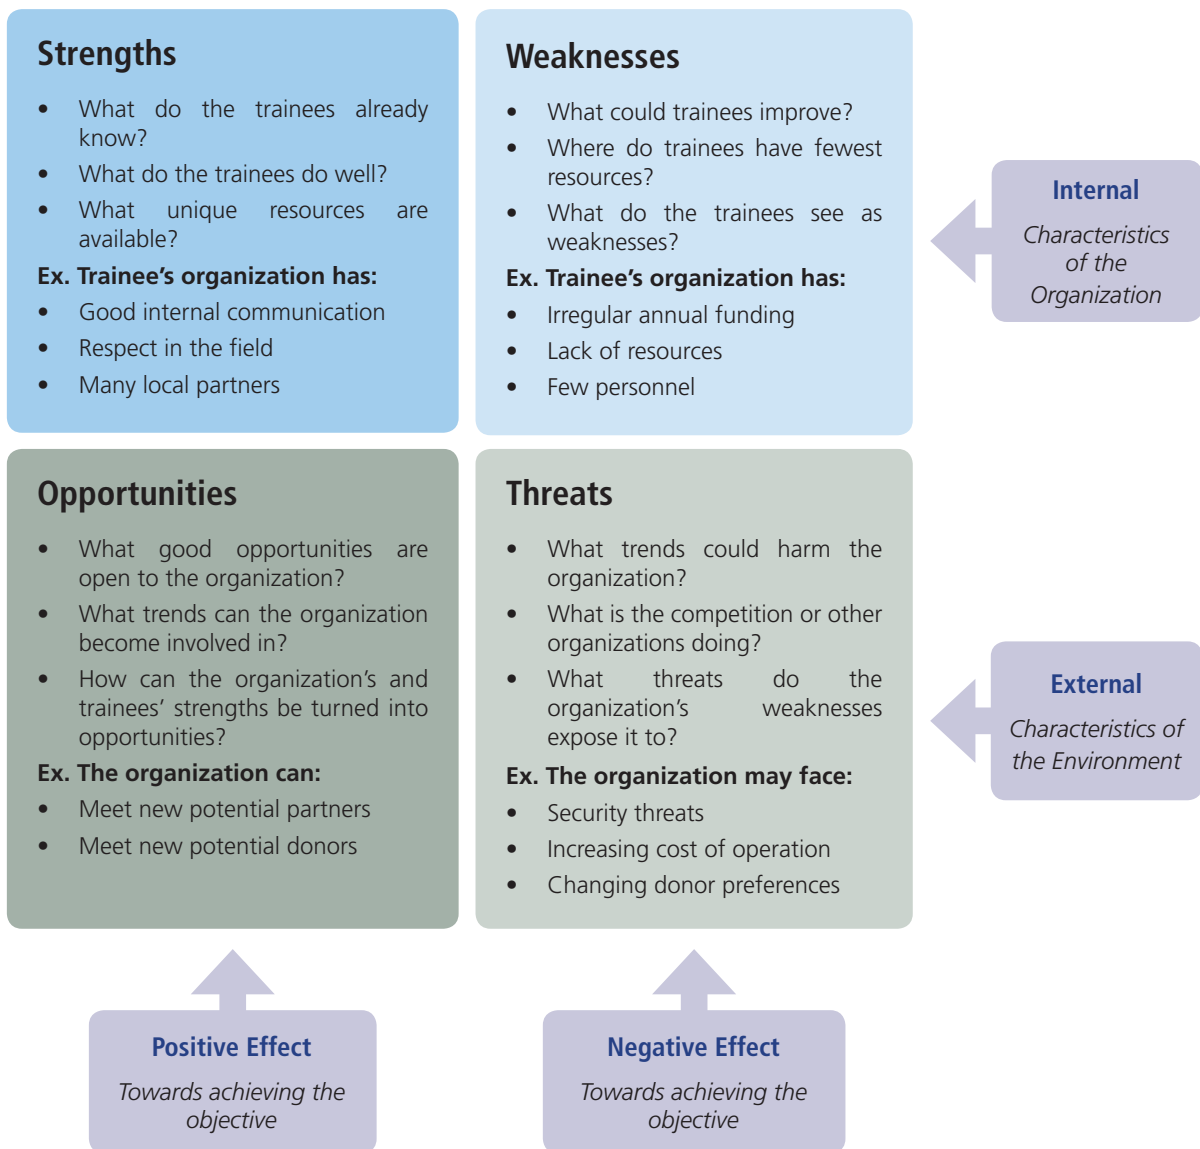 Strengths
• What do the trainees already
know?
• What do the trainees do well?
• What unique resources are
available?
Ex. Trainee’s organization has:
• Good internal communication
• Respect in the field
• Many local partners
Weaknesses
• What could trainees improve?
• Where do trainees have fewest
resources?
• What do the trainees see as
weaknesses?
Ex. Trainee’s organization has:
• Irregular annual funding
• Lack of resources
• Few personnel
Internal
Characteristics
of the
Organization
Opportunities
• What good opportunities are
open to the organization?
• What trends can the organization
become involved in?
• How can the organization’s and
trainees’ strengths be turned into
opportunities?
Ex. The organization can:
• Meet new potential partners
• Meet new potential donors
Threats
• What trends could harm the
organization?
• What is the competition or other
organizations doing?
• What threats do the
organization’s weaknesses
expose it to?
Ex. The organization may face:
• Security threats
• Increasing cost of operation
• Changing donor preferences
External
Characteristics of
the Environment
Positive Effect
Towards achieving the
objective
Negative Effect
Towards achieving the
objective